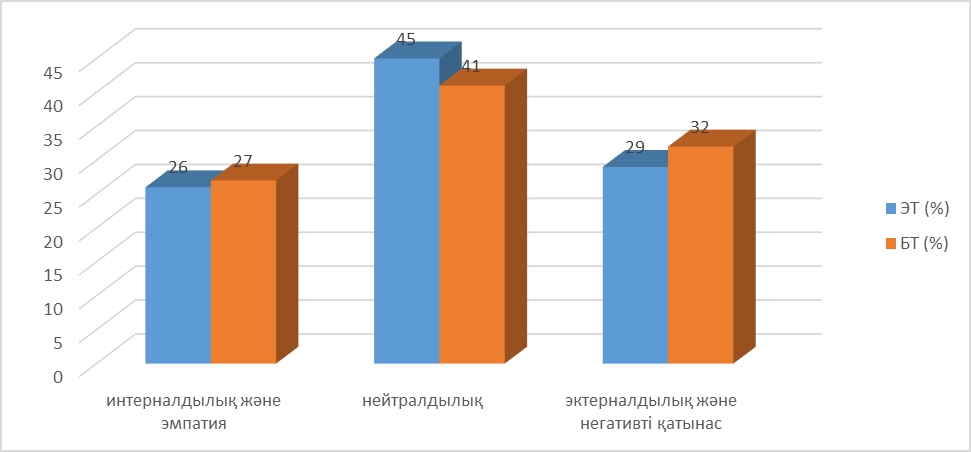 45
40
35
30
25
20
15
10
5
0
26
27
45
41
29
32
интерналдылық және
эмпатия
нейтралдылық
эктерналдылық және
негативті қатынас
ЭТ (%)
БТ (%)